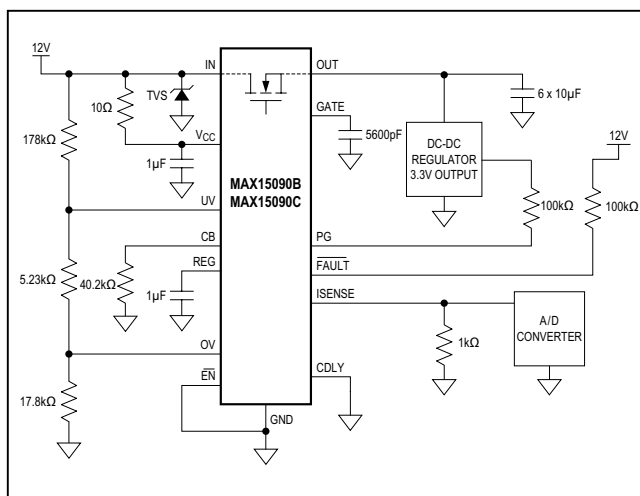 12V
IN
OUT
TVS
10Ω
GATE
6 x 10µF
178kΩ
VCC
5600pF
DC-DC
REGULATOR
3.3V OUTPUT
12V
1µF
MAX15090B
MAX15090C
UV
100kΩ
100kΩ
CB
PG
5.23kΩ
40.2kΩ
REG
FAULT
1µF
ISENSE
A/D
CONVERTER
1kΩ
OV
CDLY
17.8kΩ
EN
GND